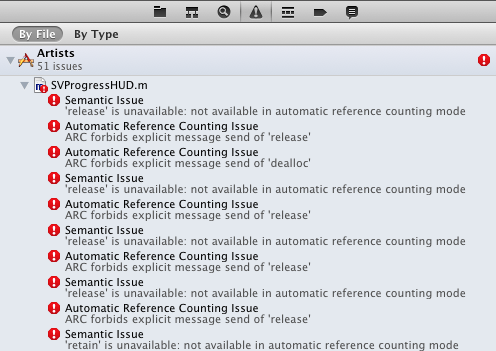 By File By Type
Artists
51 issues
SVProgressHUD.m
Semantic Issue
'release' is unavailable: not available in automatic reference counting mode
Automatic Reference Counting Issue
ARC forbids explicit message send of 'release'
Automatic Reference Counting Issue
ARC forbids explicit message send of 'dealloc'
Semantic Issue
'release' is unavailable: not available in automatic reference counting mode
Automatic Reference Counting Issue
ARC forbids explicit message send of 'release'
Semantic Issue
'release' is unavailable: not available in automatic reference counting mode
Automatic Reference Counting Issue
ARC forbids explicit message send of 'release'
Semantic Issue
'release' is unavailable: not available in automatic reference counting mode
Automatic Reference Counting Issue
ARC forbids explicit message send of 'release'
Semantic Issue
'retain' is unavailable: not available in automatic reference counting mode